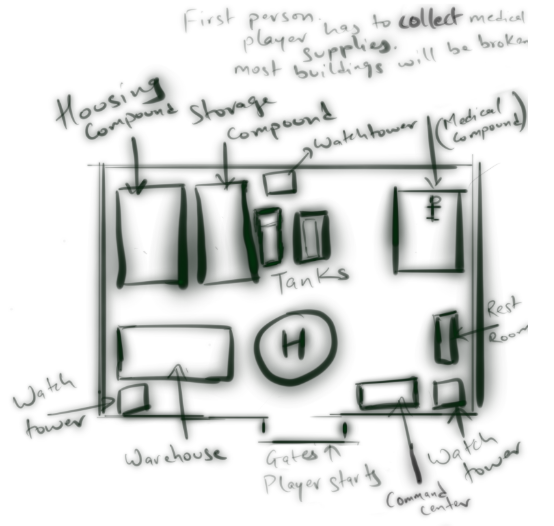 First person.
player has to collect medical
supplies.
most buildings will be broken
Housing
Compound
Storage
Compound
Watchtower
(Medical
Compound)
Tanks
H
Rest
Room
Watch
tower
Warehouse
Gates
Player starts
Command
center
Watch
tower